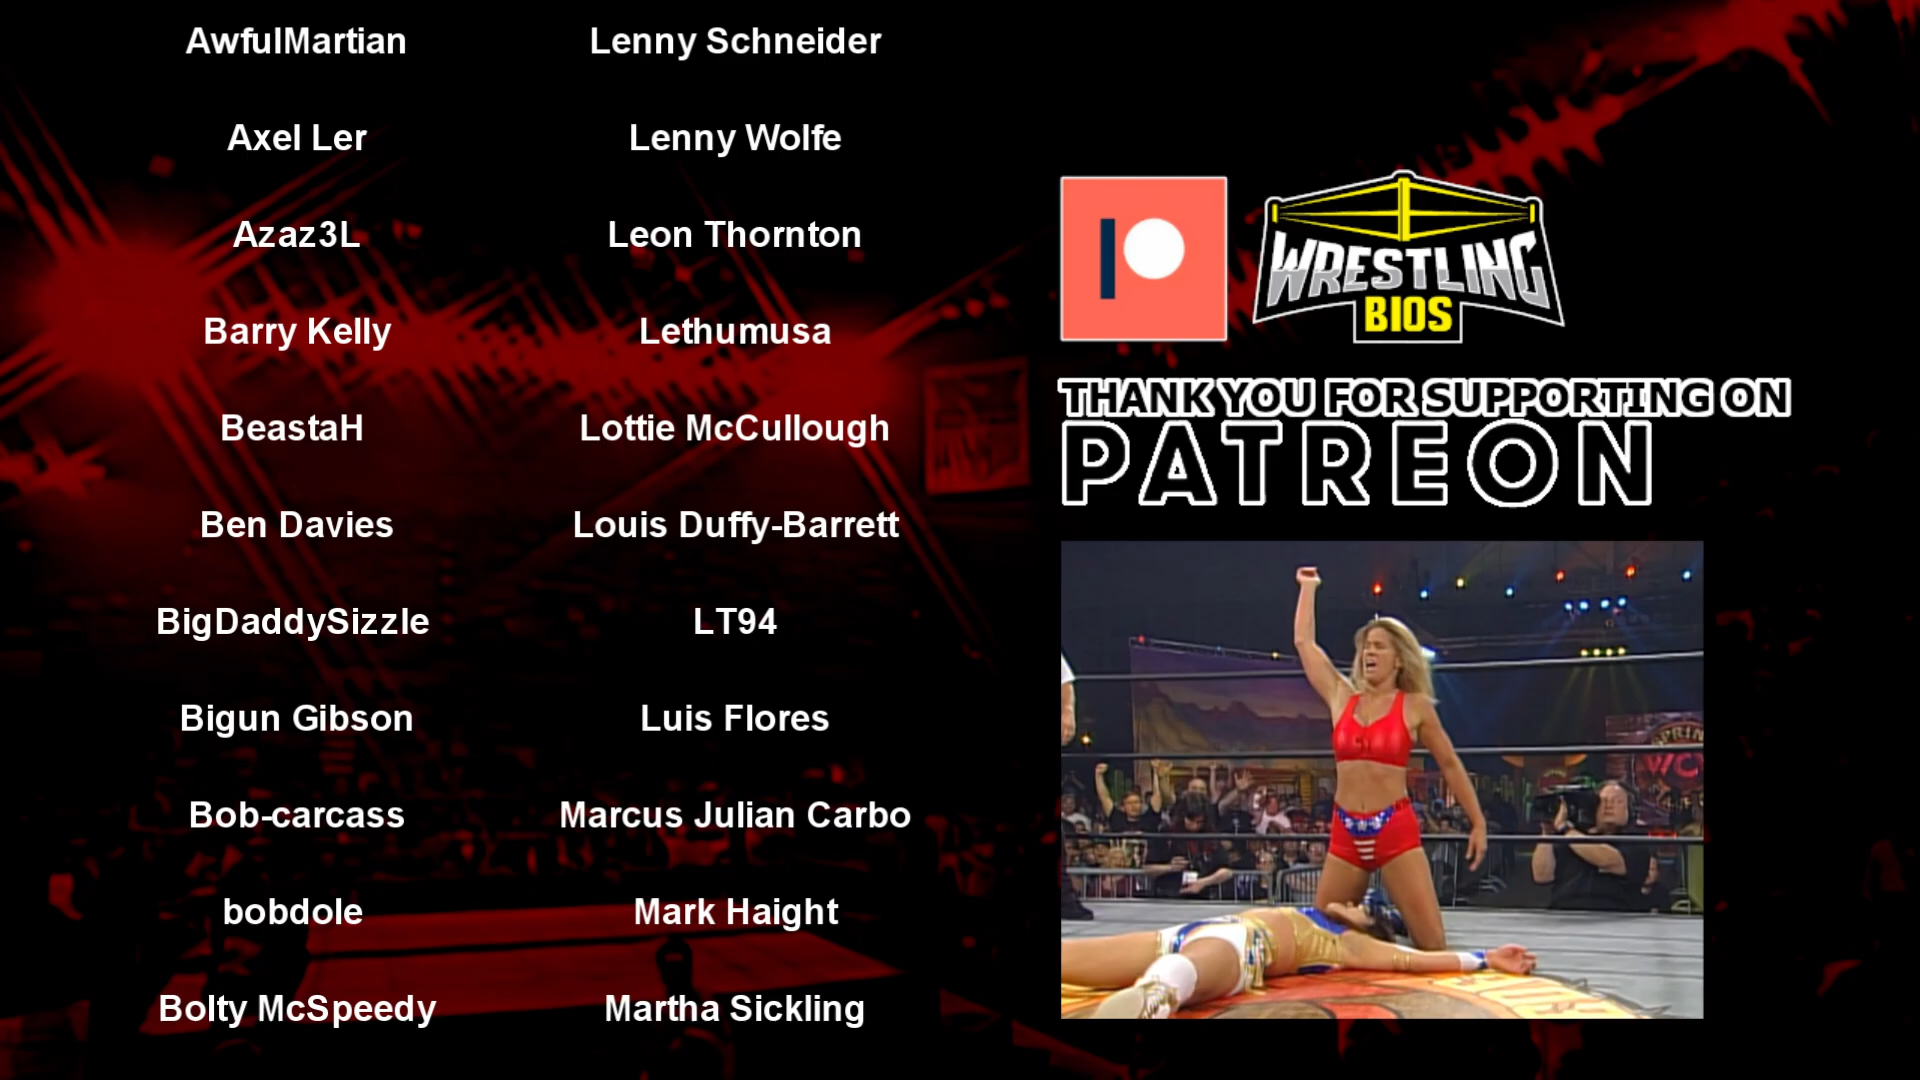 AwfulMartian
Axel Ler
Azaz3L
Barry Kelly
BeastaH
Ben Davies
BigDaddySizzle
Bigun Gibson
Bob-carcass
bobdole
Bolty McSpeedy
Lenny Schneider
Lenny Wolfe
Leon Thornton
Lethumusa
Lottie McCullough
Louis Duffy-Barrett
LT94
Luis Flores
Marcus Julian Carbo
Mark Haight
Martha Sickling
WRESTLING
BIOS
THANK YOU FOR SUPPORTING ON
PATREON